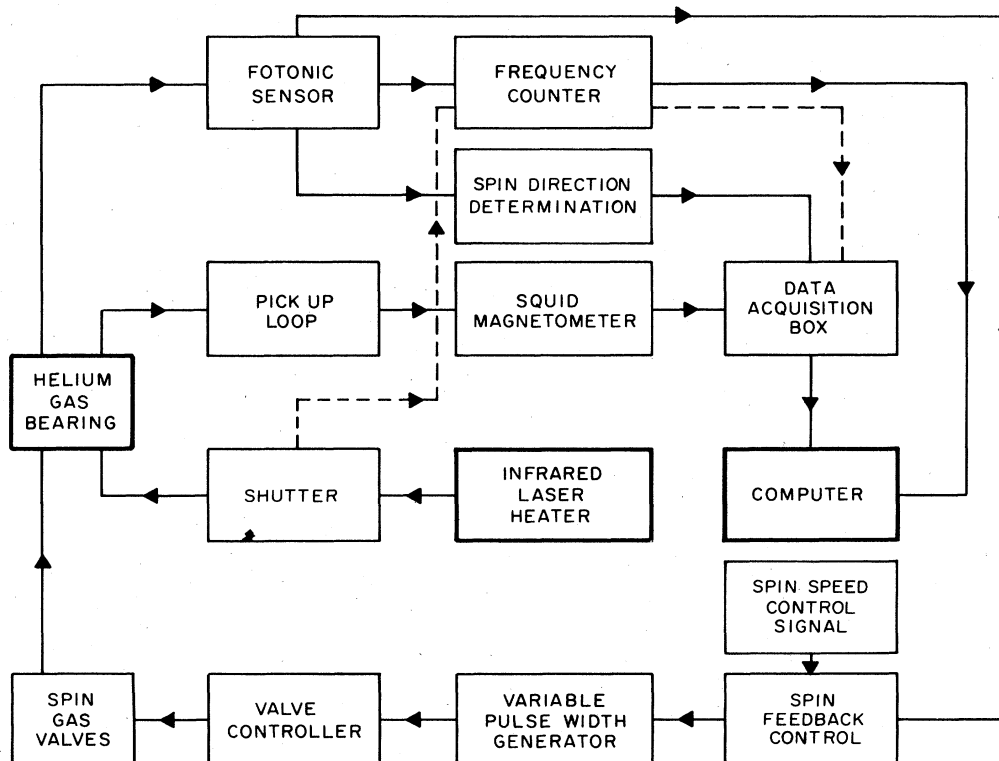 FOTONIC
SENSOR
FREQUENCY
COUNTER
SPIN DIRECTION
DETERMINATION
PICK UP
LOOP
SQUID
MAGNETOMETER
DATA
ACQUISITION
BOX
HELIUM
GAS
BEARING
SHUTTER
INFRARED
LASER
HEATER
COMPUTER
SPIN SPEED
CONTROL
SIGNAL
SPIN
GAS
VALVES
VALVE
CONTROLLER
VARIABLE
PULSE WIDTH
GENERATOR
SPIN
FEEDBACK
CONTROL